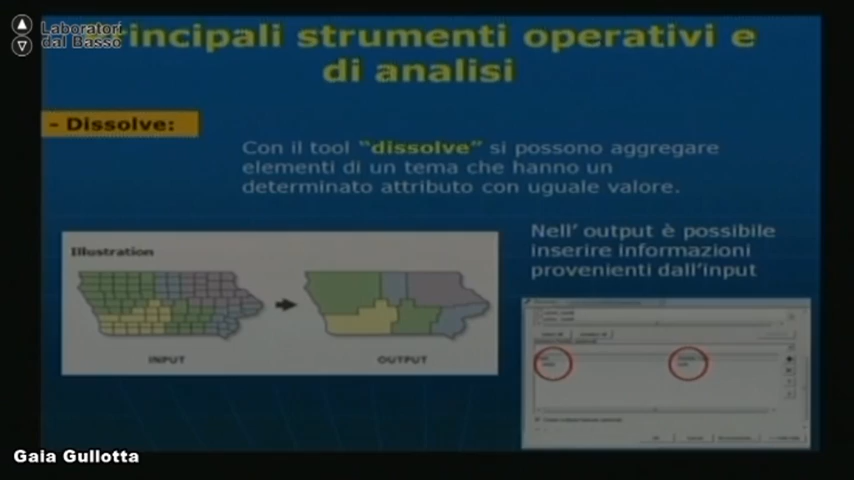 Laboratori
dal Basso
Principali strumenti operativi e
di analisi
- Dissolve:
Con il tool “dissolve” si possono aggregare
elementi di un tema che hanno un
determinato attributo con uguale valore.
Nell’ output è possibile
inserire informazioni
provenienti dall’input
Illustration
INPUT
OUTPUT
Gaia Gullotta